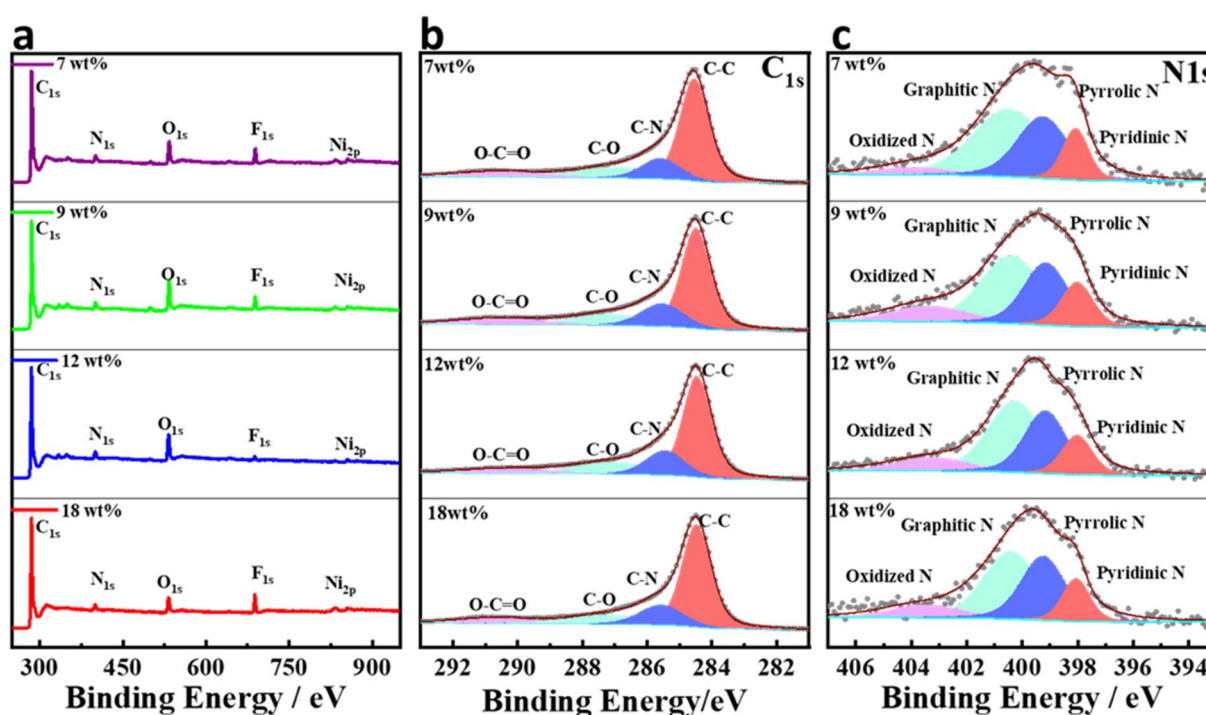 a
7 wt%
C1s
N1s
O1s
F1s
Ni2p
9 wt%
C1s
N1s
O1s
F1s
Ni2p
12 wt%
C1s
N1s
O1s
F1s
Ni2p
18 wt%
C1s
N1s
O1s
F1s
Ni2p
300 450 600 750 900
Binding Energy / eV
b
7wt%
C1s
C-C
C-N
C-O
O-C=O
9wt%
C-C
C-N
C-O
O-C=O
12wt%
C-C
C-N
C-O
O-C=O
18wt%
C-C
C-N
C-O
O-C=O
292 290 288 286 284 282
Binding Energy/eV
c
7 wt%
N1s
Graphitic N
Pyrrolic N
Oxidized N
Pyridinic N
9 wt%
Graphitic N
Pyrrolic N
Oxidized N
Pyridinic N
12 wt%
Graphitic N
Pyrrolic N
Oxidized N
Pyridinic N
18 wt%
Graphitic N
Pyrrolic N
Oxidized N
Pyridinic N
406 404 402 400 398 396 394
Binding Energy / eV